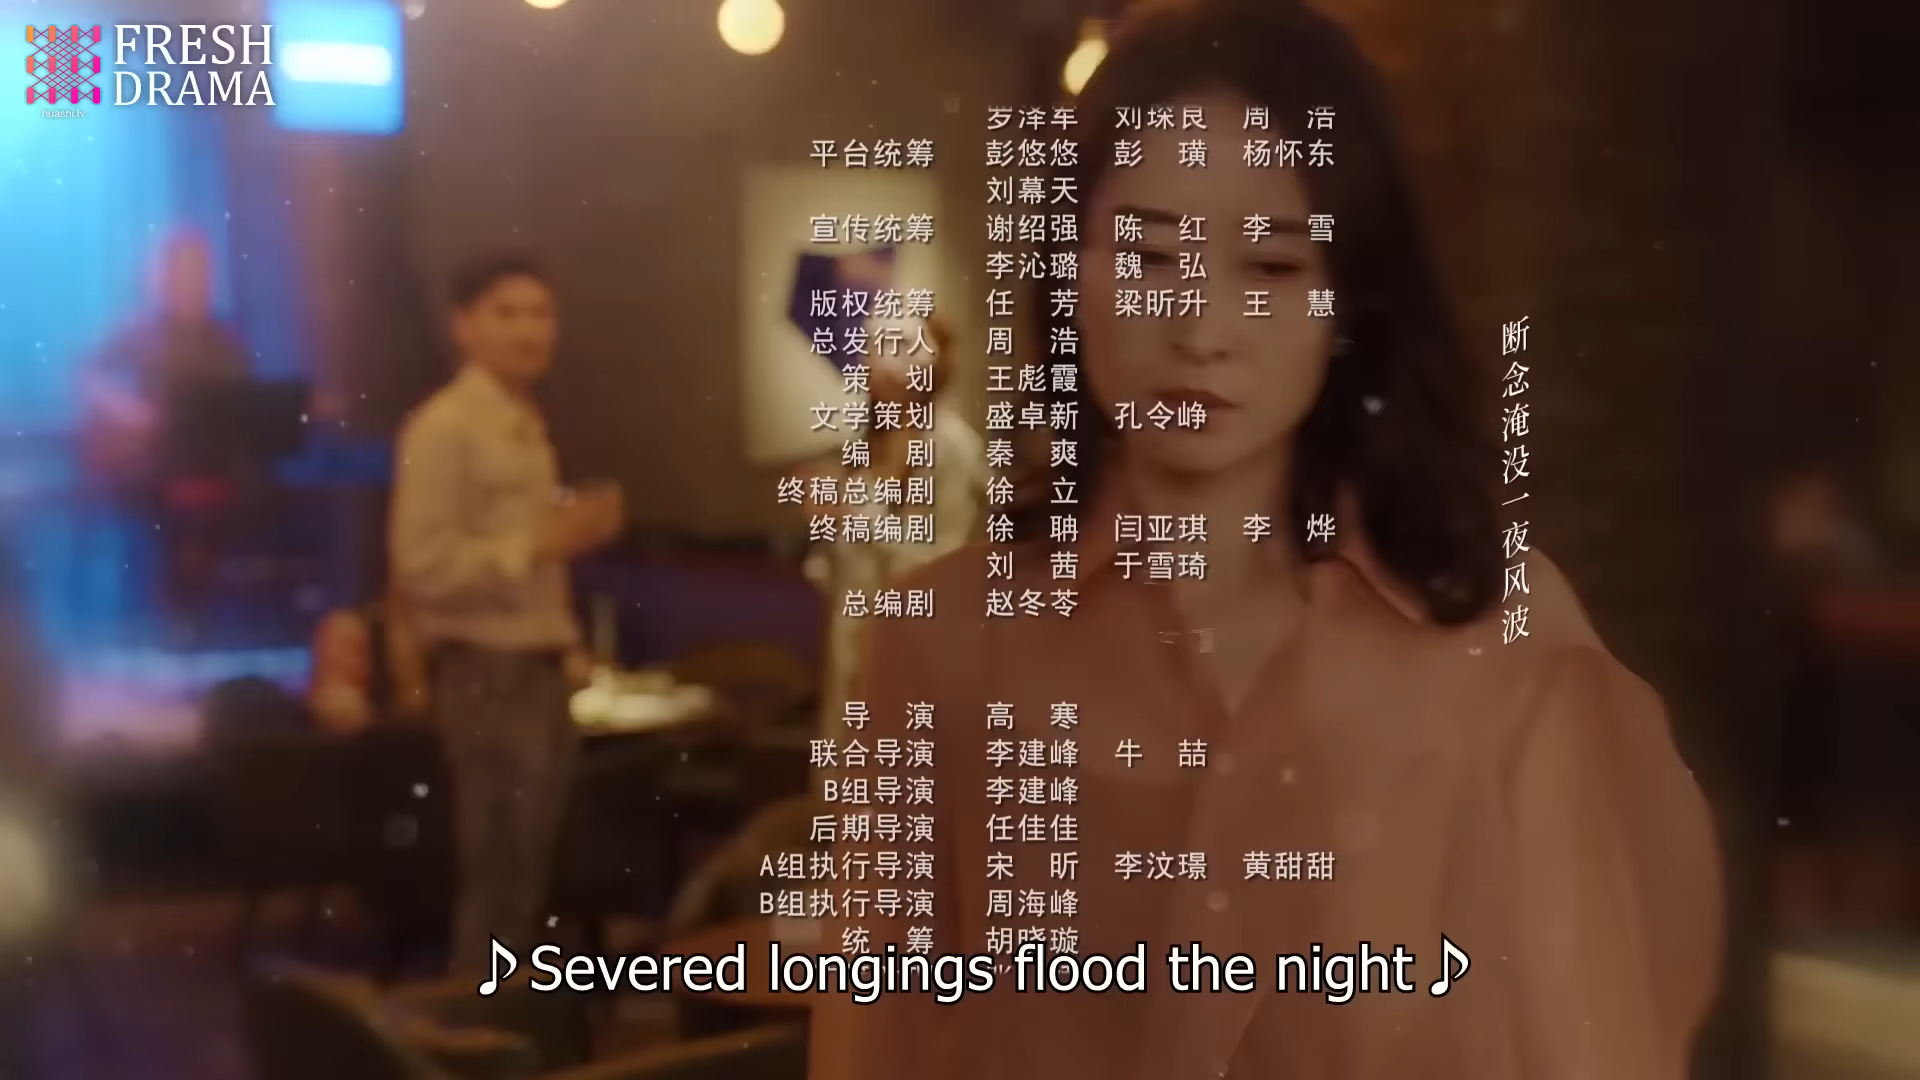 FRESH
DRAMA
huashi.tv
罗泽军 刘琛良 周 浩
平台统筹 彭悠悠 彭 璜 杨怀东
刘幕天
宣传统筹 谢绍强 陈 红 李 雪
李沁璐 魏 弘
版权统筹 任 芳 梁昕升 王 慧
总发行人 周 浩
策 划 王彪霞
文学策划 盛卓新 孔令峥
编 剧 秦 爽
终稿总编剧 徐 立
终稿编剧 徐 聃 闫亚琪 李 烨
刘 茜 于雪琦
总编剧 赵冬苓
导 演 高 寒
联合导演 李建峰 牛 喆
B组导演 李建峰
后期导演 任佳佳
A组执行导演 宋 昕 李汶璟 黄甜甜
B组执行导演 周海峰
统 筹 胡晓璇
断念淹没一夜风波
♪Severed longings flood the night♪